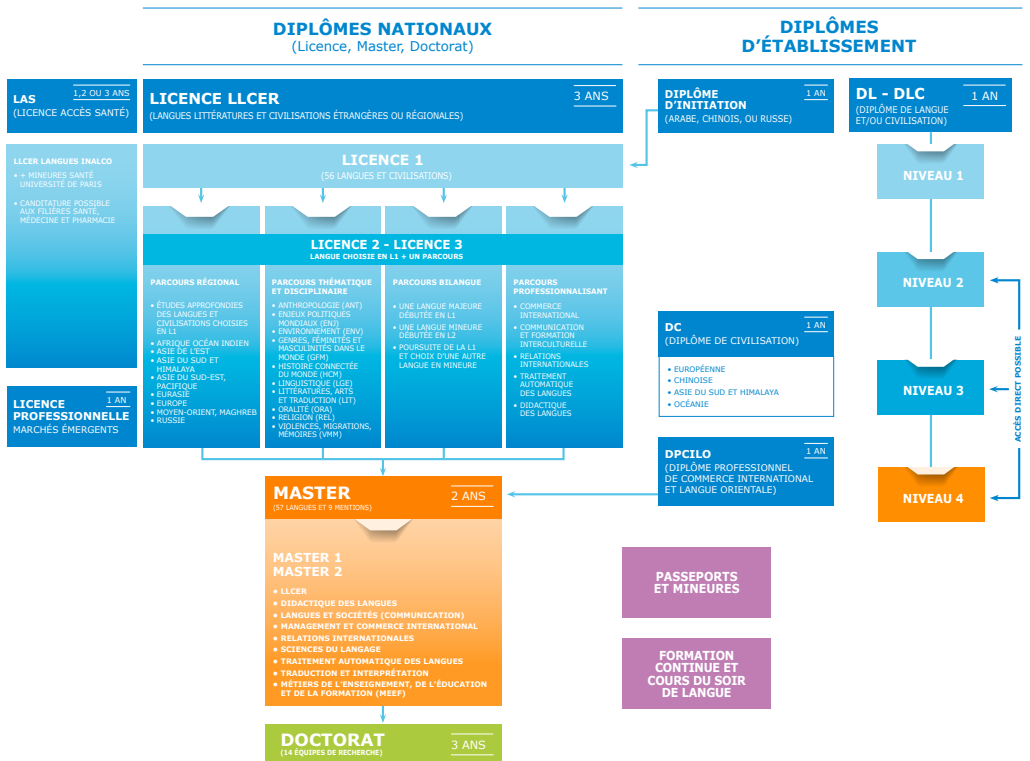 DIPLÔMES NATIONAUX
(Licence, Master, Doctorat)
DIPLÔMES
D’ÉTABLISSEMENT
LAS
1,2 OU 3 ANS
(LICENCE ACCÈS SANTÉ)
LICENCE LLCER
3 ANS
(LANGUES LITTÉRATURES ET CIVILISATIONS ÉTRANGÈRES OU RÉGIONALES)
DIPLÔME
D’INITIATION
1 AN
(ARABE, CHINOIS, OU RUSSE)
DL - DLC
1 AN
(DIPLÔME DE LANGUE
ET/OU CIVILISATION)
LLCER LANGUES INALCO
• + MINEURES SANTÉ
UNIVERSITÉ DE PARIS
• CANDITATURE POSSIBLE
AUX FILIÈRES SANTÉ,
MÉDECINE ET PHARMACIE
LICENCE 1
(56 LANGUES ET CIVILISATIONS)
LICENCE 2 - LICENCE 3
LANGUE CHOISIE EN L1 + UN PARCOURS
PARCOURS RÉGIONAL
• ÉTUDES APPROFONDIES
DES LANGUES ET
CIVILISATIONS CHOISIES
EN L1
• AFRIQUE OCÉAN INDIEN
• ASIE DE L’EST
• ASIE DU SUD ET
HIMALAYA
• ASIE DU SUD-EST,
PACIFIQUE
• EURASIE
• EUROPE
• MOYEN-ORIENT, MAGHREB
• RUSSIE
PARCOURS THÉMATIQUE
ET DISCIPLINAIRE
• ANTHROPOLOGIE (ANT)
• ENJEUX POLITIQUES
MONDIAUX (ENJ)
• ENVIRONNEMENT (ENV)
• GENRES, FÉMINITÉS ET
MASCULINITÉS DANS LE
MONDE (GFM)
• HISTOIRE CONNECTÉE
DU MONDE (HCM)
• LINGUISTIQUE (LGE)
• LITTÉRATURES, ARTS
ET TRADUCTION (LIT)
• ORALITÉ (ORA)
• RELIGION (REL)
• VIOLENCES, MIGRATIONS,
MÉMOIRES (VMM)
PARCOURS BILANGUE
• UNE LANGUE MAJEURE
DÉBUTÉE EN L1
• UNE LANGUE MINEURE
DÉBUTÉE EN L2
• POURSUITE DE LA L1
ET CHOIX D’UNE AUTRE
LANGUE EN MINEURE
PARCOURS
PROFESSIONNALISANT
• COMMERCE
INTERNATIONAL
• COMMUNICATION
ET FORMATION
INTERCULTURELLE
• RELATIONS
INTERNATIONALES
• TRAITEMENT
AUTOMATIQUE
DES LANGUES
• DIDACTIQUE
DES LANGUES
LICENCE
PROFESSIONNELLE
1 AN
MARCHÉS ÉMERGENTS
DC
1 AN
(DIPLÔME DE CIVILISATION)
• EUROPÉENNE
• CHINOISE
• ASIE DU SUD ET HIMALAYA
• OCÉANIE
DPCILO
1 AN
(DIPLÔME PROFESSIONNEL
DE COMMERCE INTERNATIONAL
ET LANGUE ORIENTALE)
NIVEAU 1
NIVEAU 2
NIVEAU 3
NIVEAU 4
ACCÈS DIRECT POSSIBLE
MASTER
2 ANS
(57 LANGUES ET 9 MENTIONS)
MASTER 1
MASTER 2
• LLCER
• DIDACTIQUE DES LANGUES
• LANGUES ET SOCIÉTÉS (COMMUNICATION)
• MANAGEMENT ET COMMERCE INTERNATIONAL
• RELATIONS INTERNATIONALES
• SCIENCES DU LANGAGE
• TRAITEMENT AUTOMATIQUE DES LANGUES
• TRADUCTION ET INTERPRÉTATION
• MÉTIERS DE L’ENSEIGNEMENT, DE L’ÉDUCATION
ET DE LA FORMATION (MEEF)
PASSEPORTS
ET MINEURES
FORMATION
CONTINUE ET
COURS DU SOIR
DE LANGUE
DOCTORAT
3 ANS
(14 ÉQUIPES DE RECHERCHE)